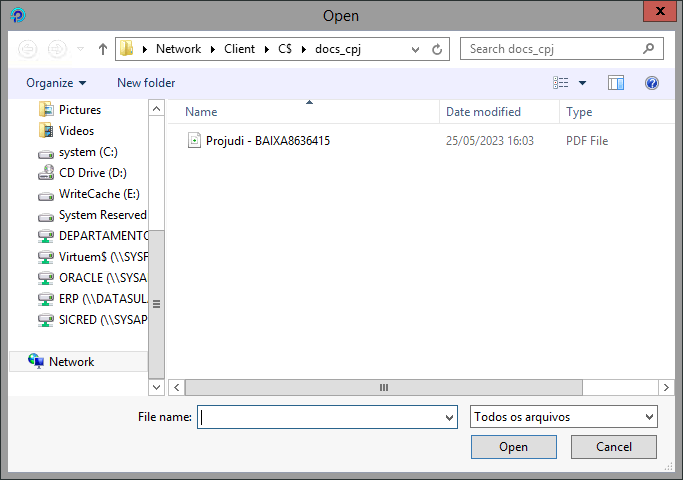 Open
Network Client C$ docs_cpj
Search docs_cpj
Organize New folder
Name Date modified Type
Pictures
Videos
system (C:)
CD Drive (D:)
WriteCache (E:)
System Reserved
DEPARTAMENTO
Virtuem$ (\\SYSP
ORACLE (\\SYSA
ERP (\\DATASUL
SICRED (\\SYSAP
Network
Projudi - BAIXA8636415 25/05/2023 16:03 PDF File
File name:
Todos os arquivos
Open Cancel